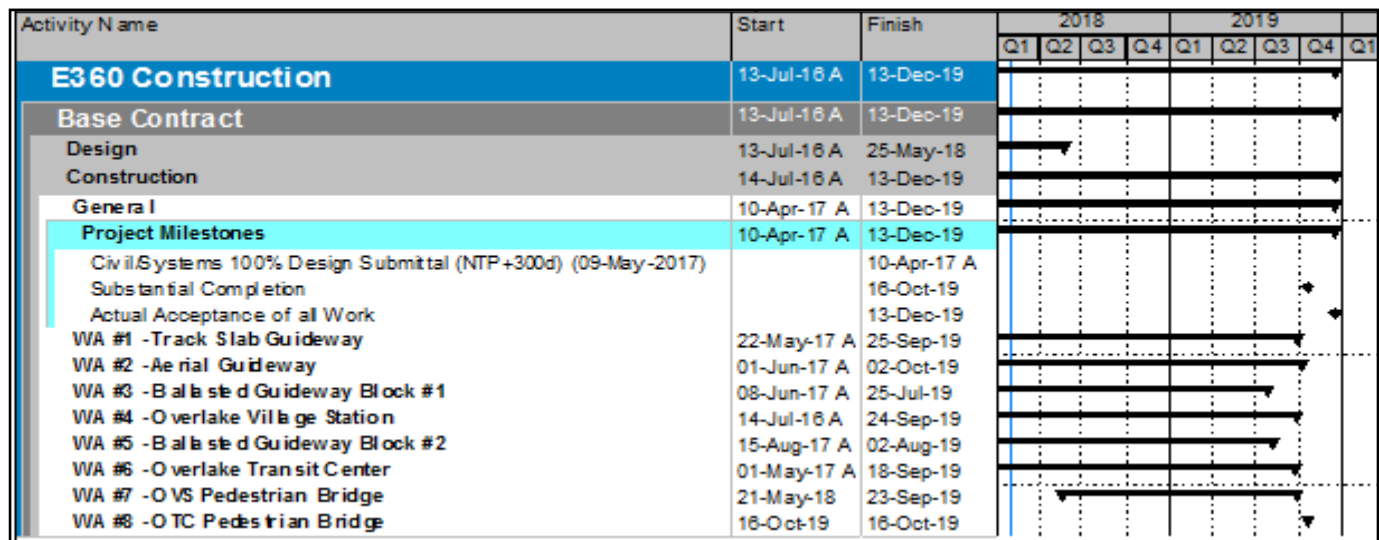 Activity Name Start Finish 2018 2019
Q1 Q2 Q3 Q4 Q1 Q2 Q3 Q4 Q1
E360 Construction 13-Jul-16 A 13-Dec-19
Base Contract 13-Jul-16 A 13-Dec-19
Design 13-Jul-16 A 25-May-18
Construction 14-Jul-16 A 13-Dec-19
General 10-Apr-17 A 13-Dec-19
Project Milestones 10-Apr-17 A 13-Dec-19
Civil/Systems 100% Design Submittal (NTP+300d) (09-May-2017) 10-Apr-17 A
Substantial Completion 16-Oct-19
Actual Acceptance of all Work 13-Dec-19
WA #1 -Track Slab Guideway 22-May-17 A 25-Sep-19
WA #2 -Aerial Guideway 01-Jun-17 A 02-Oct-19
WA #3 -Ballasted Guideway Block #1 08-Jun-17 A 25-Jul-19
WA #4 -Overlake Village Station 14-Jul-16 A 24-Sep-19
WA #5 -Ballasted Guideway Block #2 15-Aug-17 A 02-Aug-19
WA #6 -Overlake Transit Center 01-May-17 A 18-Sep-19
WA #7 -OVS Pedestrian Bridge 21-May-18 23-Sep-19
WA #8 -OTC Pedestrian Bridge 16-Oct-19 16-Oct-19